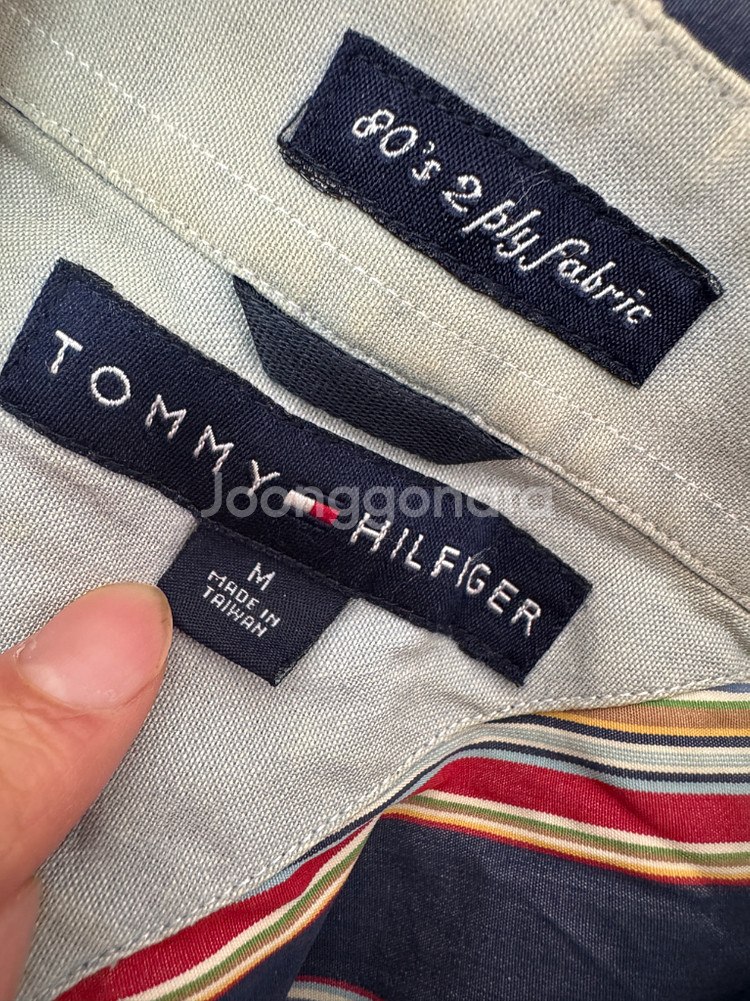 80's 2 ply fabric
TOMMY HILFIGER
Joonggonara
M
MADE IN
TAIWAN